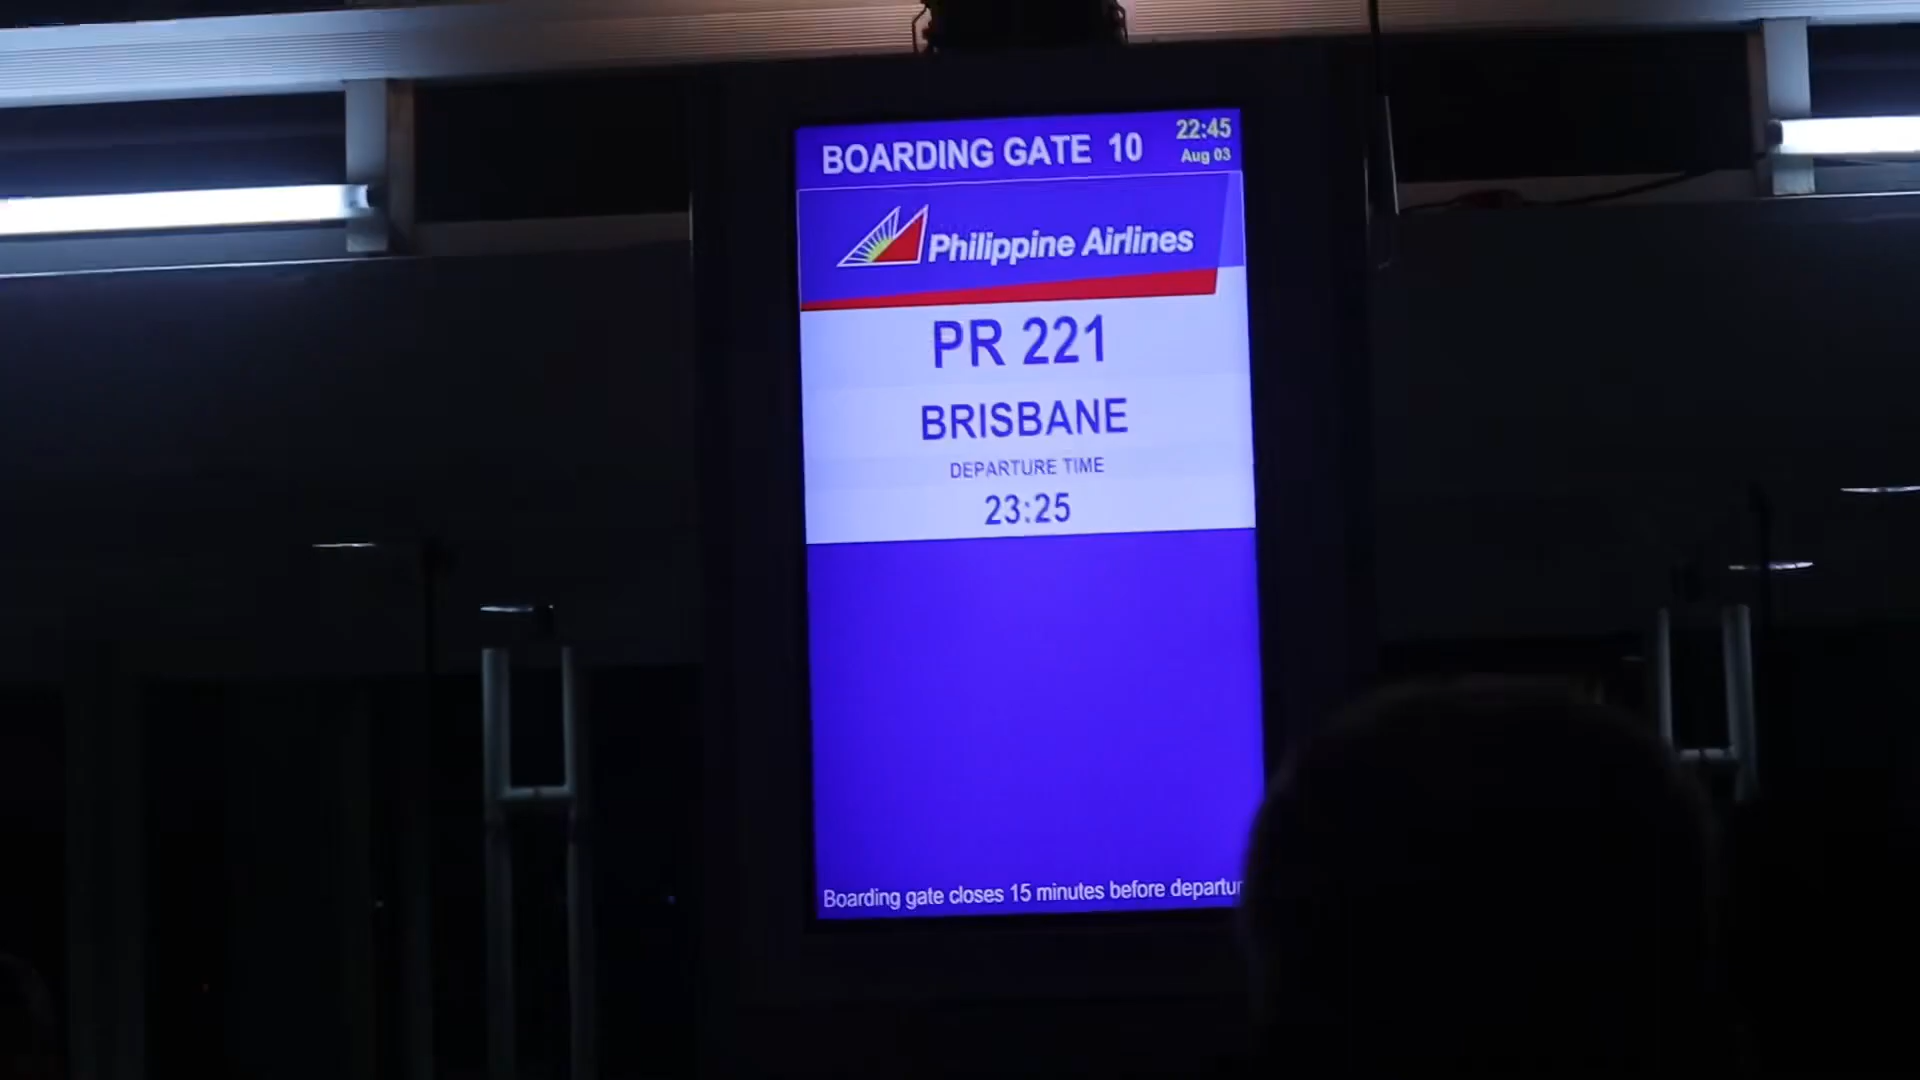 BOARDING GATE 10
22:45
Aug 03
Philippine Airlines
PR 221
BRISBANE
DEPARTURE TIME
23:25
Boarding gate closes 15 minutes before departur